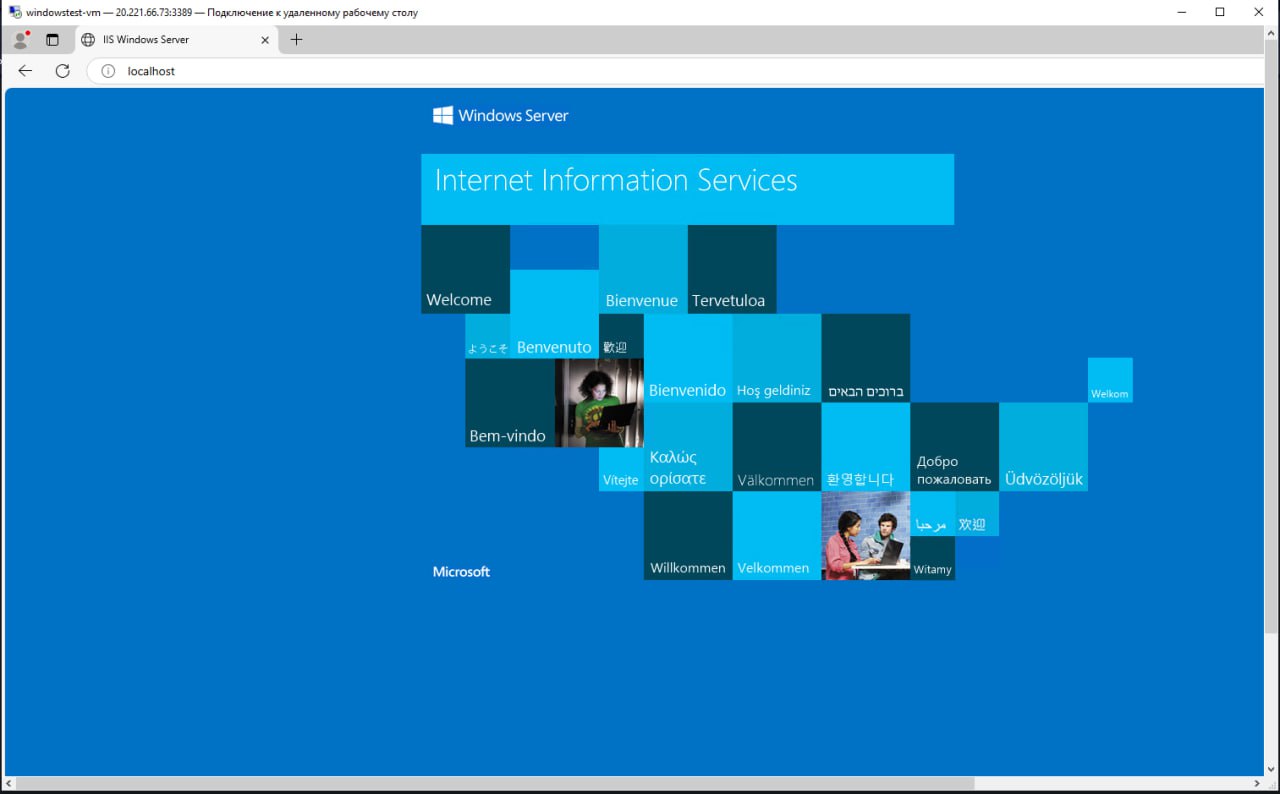 windowstest-vm — 20.221.66.73:3389 — Подключение к удаленному рабочему столу
IIS Windows Server
localhost
Windows Server
Internet Information Services
Welcome
Bienvenue
Tervetuloa
ようこそ
Benvenuto
歡迎
Bienvenido
Hoş geldiniz
ברוכים הבאים
Welkom
Bem-vindo
Vítejte
Καλώς
ορίσατε
Välkommen
환영합니다
Добро
пожаловать
Üdvözöljük
مرحبا
欢迎
Microsoft
Willkommen
Velkommen
Witamy